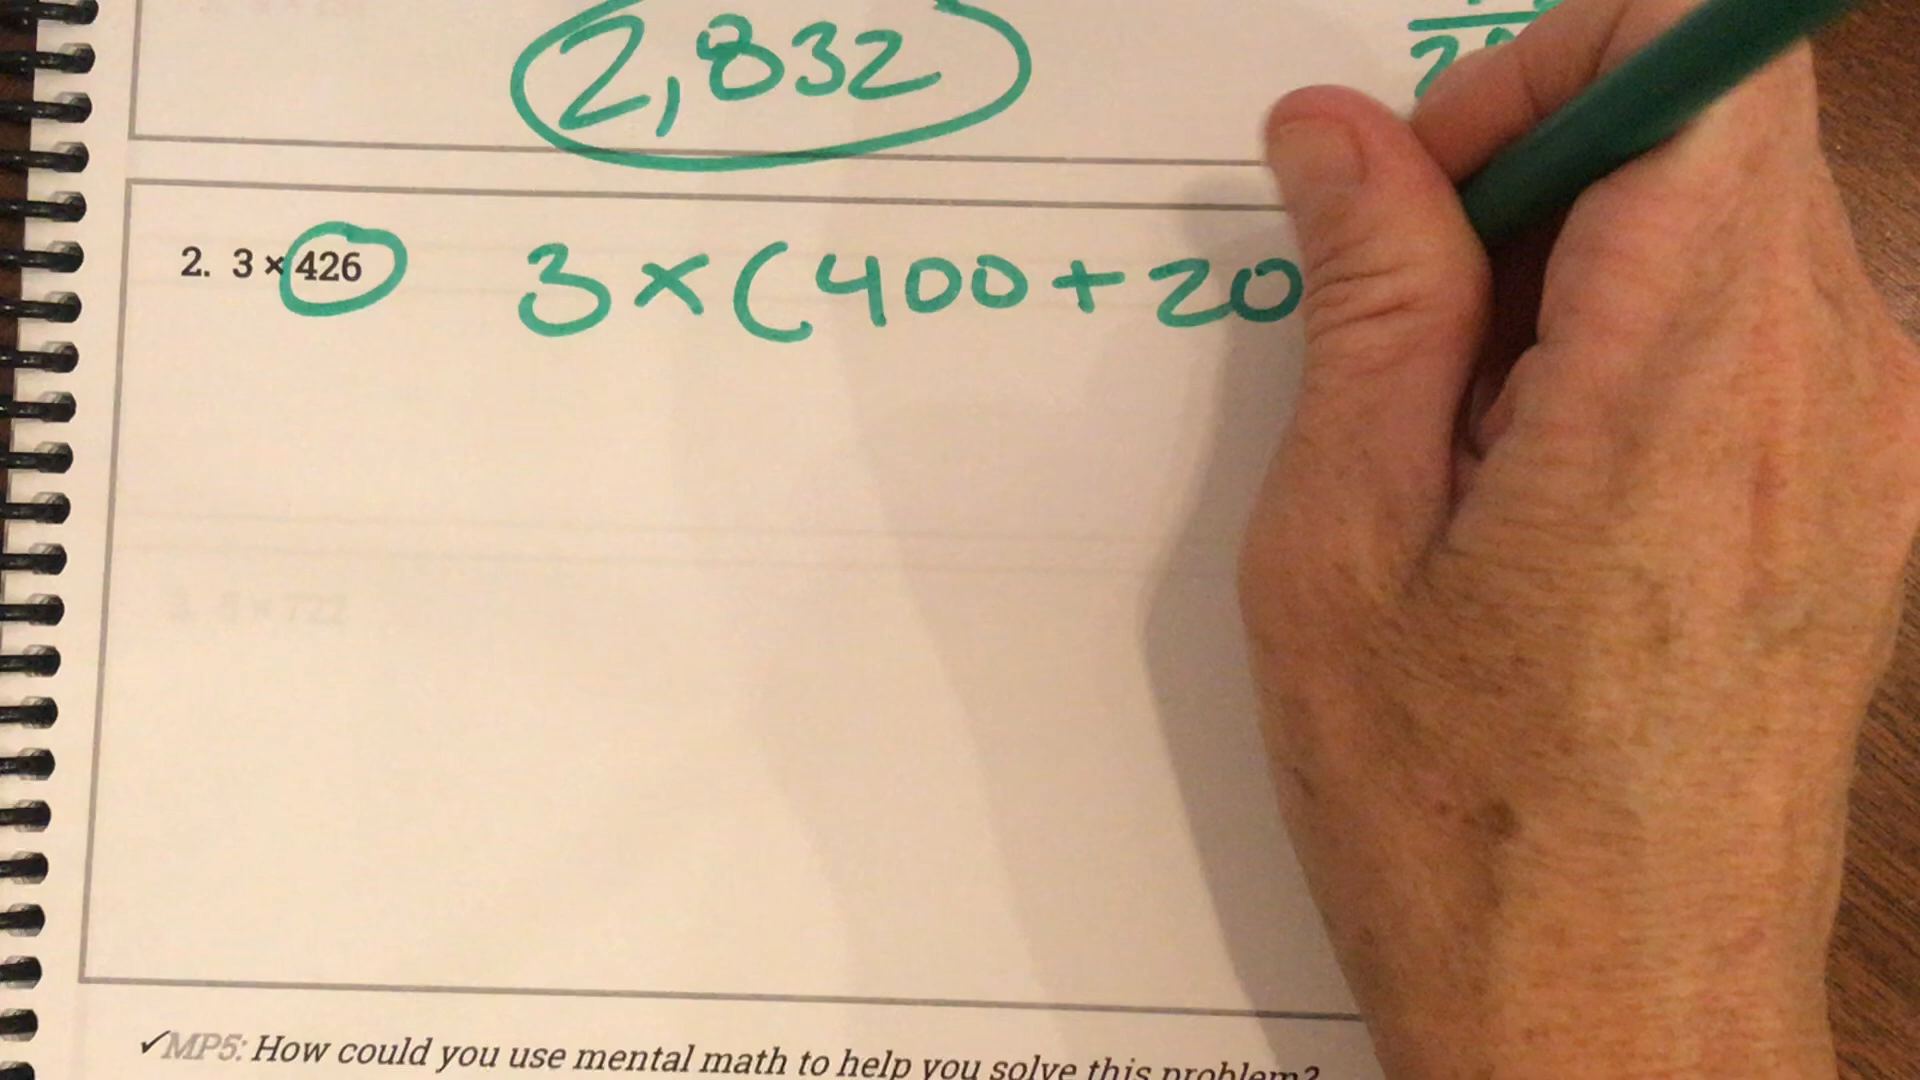 2,832
2. 3 × 426 3 × (400 + 20
✓MP5: How could you use mental math to help you solve this problem?